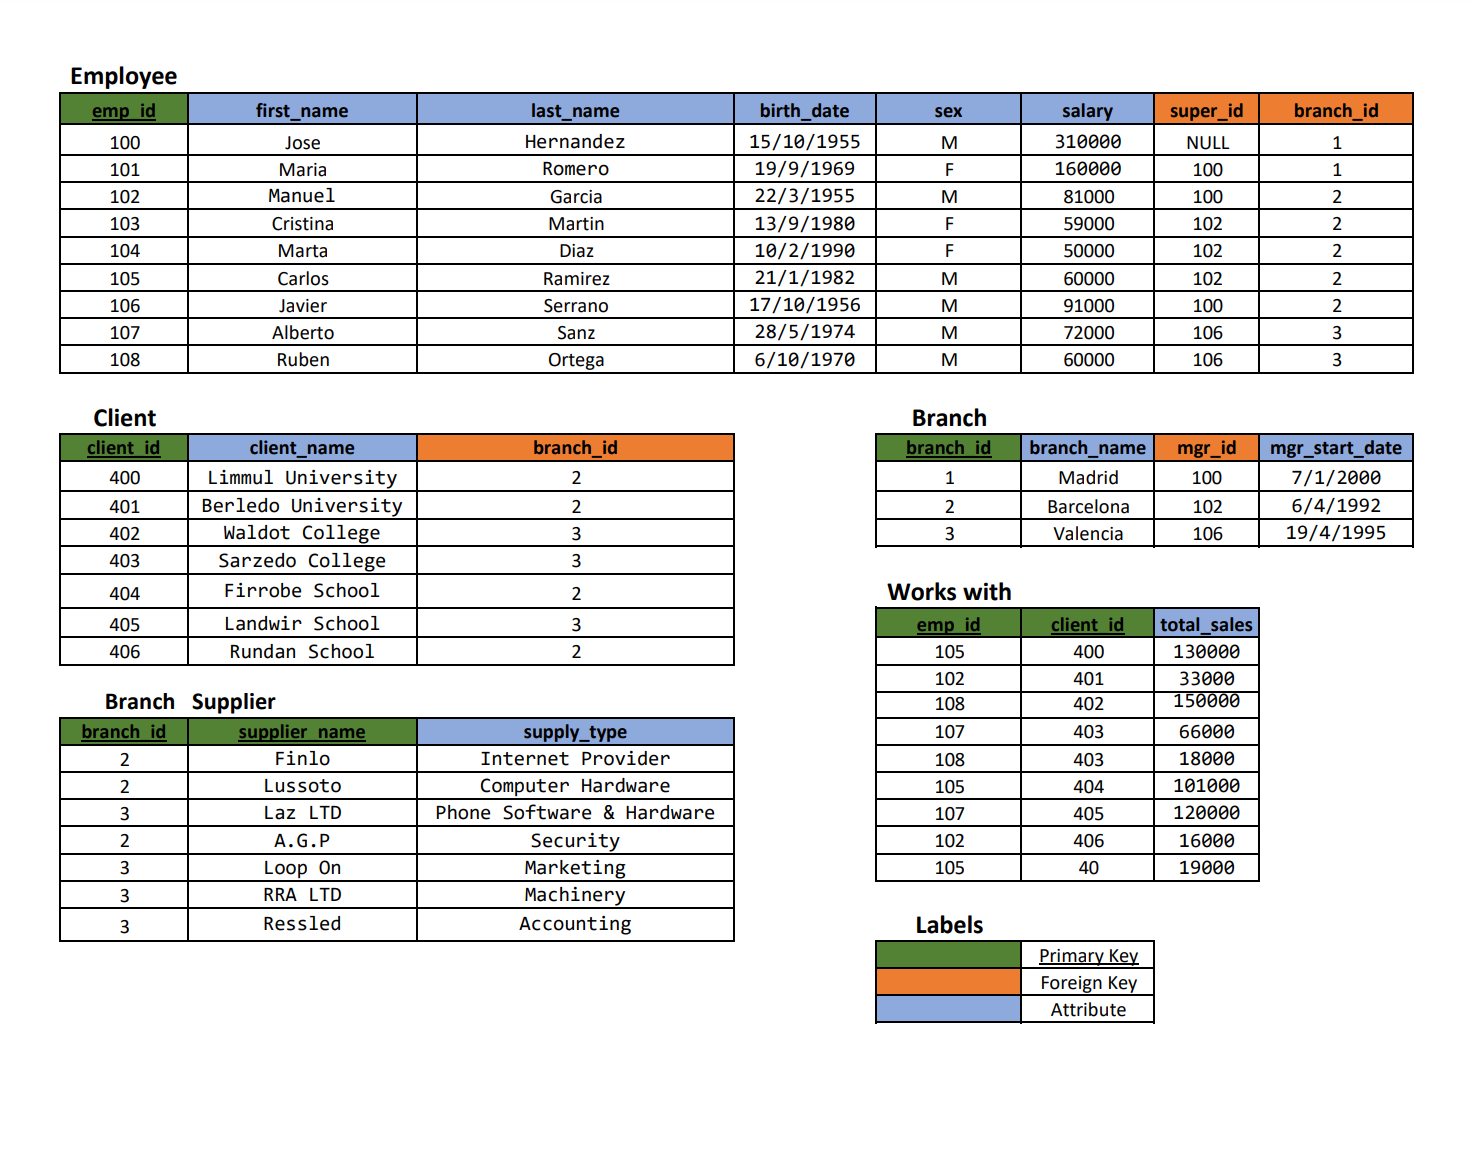 Employee
emp_id first_name last_name birth_date sex salary super_id branch_id
100 Jose Hernandez 15/10/1955 M 310000 NULL 1
101 Maria Romero 19/9/1969 F 160000 100 1
102 Manuel Garcia 22/3/1955 M 81000 100 2
103 Cristina Martin 13/9/1980 F 59000 102 2
104 Marta Diaz 10/2/1990 F 50000 102 2
105 Carlos Ramirez 21/1/1982 M 60000 102 2
106 Javier Serrano 17/10/1956 M 91000 100 2
107 Alberto Sanz 28/5/1974 M 72000 106 3
108 Ruben Ortega 6/10/1970 M 60000 106 3
Client
client_id client_name branch_id
400 Limmul University 2
401 Berledo University 2
402 Waldot College 3
403 Sarzedo College 3
404 Firrobe School 2
405 Landwir School 3
406 Rundan School 2
Branch
branch_id branch_name mgr_id mgr_start_date
1 Madrid 100 7/1/2000
2 Barcelona 102 6/4/1992
3 Valencia 106 19/4/1995
Branch Supplier
branch_id supplier_name supply_type
2 Finlo Internet Provider
2 Lussoto Computer Hardware
3 Laz LTD Phone Software & Hardware
2 A.G.P Security
3 Loop On Marketing
3 RRA LTD Machinery
3 Ressled Accounting
Works with
emp_id client_id total_sales
105 400 130000
102 401 33000
108 402 150000
107 403 66000
108 403 18000
105 404 101000
107 405 120000
102 406 16000
105 40 19000
Labels
Primary Key
Foreign Key
Attribute